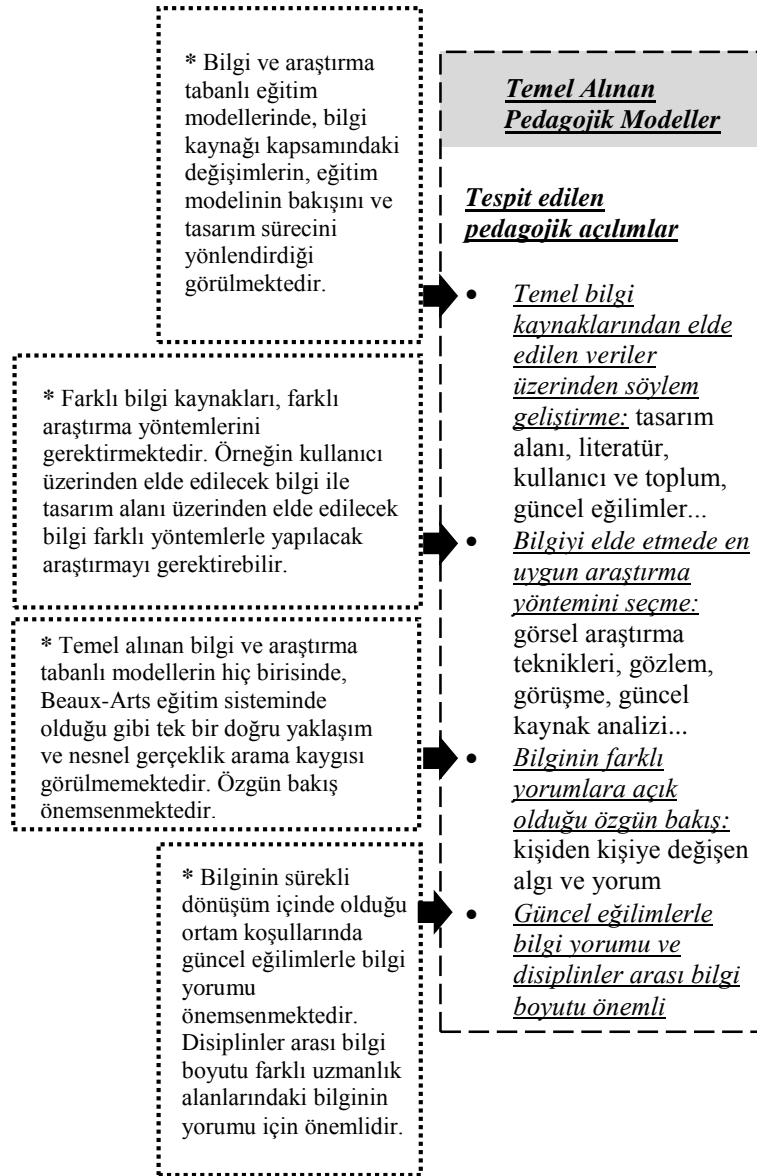 * Bilgi ve araştırma
tabanlı eğitim
modellerinde, bilgi
kaynağı kapsamındaki
değişimlerin, eğitim
modelinin bakışını ve
tasarım sürecini
yönlendirdiği
görülmektedir.
* Farklı bilgi kaynakları, farklı
araştırma yöntemlerini
gerektirmektedir. Örneğin kullanıcı
üzerinden elde edilecek bilgi ile
tasarım alanı üzerinden elde edilecek
bilgi farklı yöntemlerle yapılacak
araştırmayı gerektirebilir.
* Temel alınan bilgi ve araştırma
tabanlı modellerin hiç birisinde,
Beaux-Arts eğitim sisteminde
olduğu gibi tek bir doğru yaklaşım
ve nesnel gerçeklik arama kaygısı
görülmemektedir. Özgün bakış
önemsenmektedir.
* Bilginin sürekli
dönüşüm içinde olduğu
ortam koşullarında
güncel eğilimlerle bilgi
yorumu
önemsenmektedir.
Disiplinler arası bilgi
boyutu farklı uzmanlık
alanlarındaki bilginin
yorumu için önemlidir.
Temel Alınan
Pedagojik Modeller
Tespit edilen
pedagojik açılımlar
• Temel bilgi
kaynaklarından elde
edilen veriler
üzerinden söylem
geliştirme: tasarım
alanı, literatür,
kullanıcı ve toplum,
güncel eğilimler...
• Bilgiyi elde etmede en
uygun araştırma
yöntemini seçme:
görsel araştırma
teknikleri, gözlem,
görüşme, güncel
kaynak analizi...
• Bilginin farklı
yorumlara açık
olduğu özgün bakış:
kişiden kişiye değişen
algı ve yorum
• Güncel eğilimlerle
bilgi yorumu ve
disiplinler arası bilgi
boyutu önemli